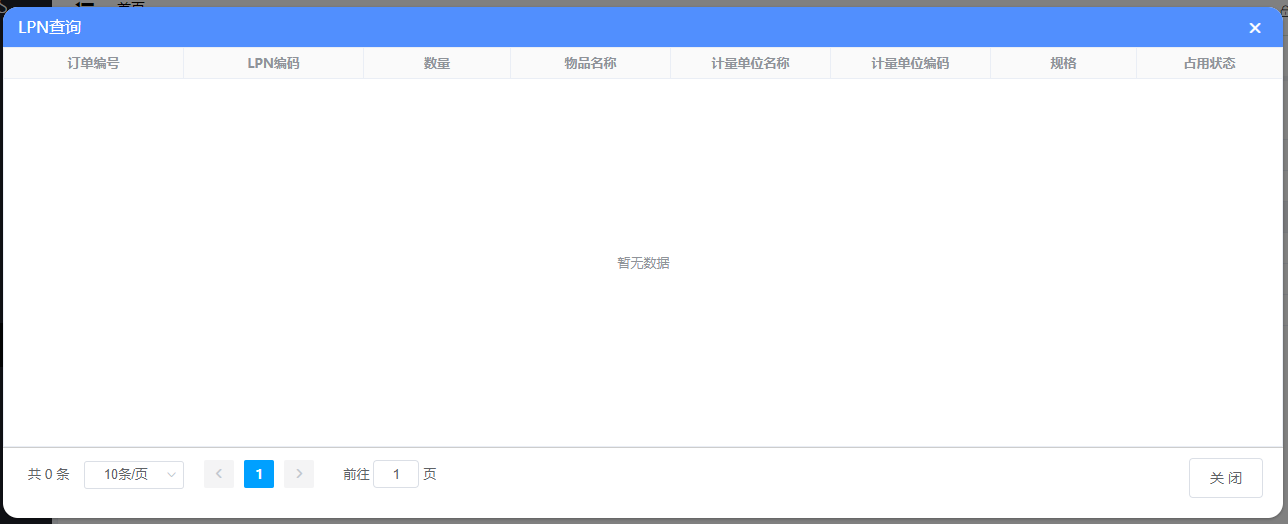 首页
LPN查询
订单编号 LPN编码 数量 物品名称 计量单位名称 计量单位编码 规格 占用状态
暂无数据
共 0 条 10条/页 1 前往 1 页 关 闭